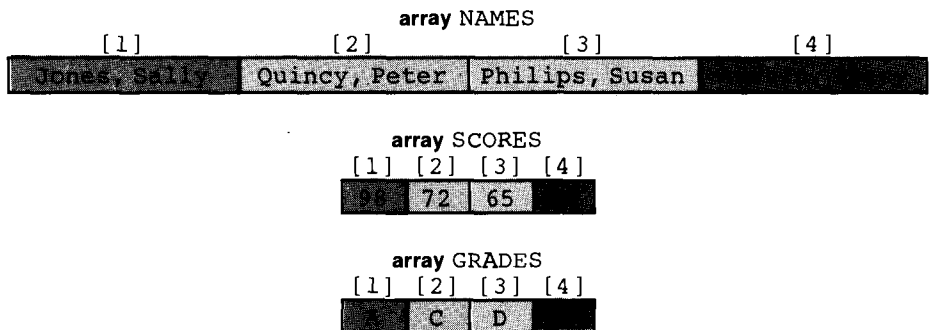 array NAMES
[1] [2] [3] [4]
Jones, Sally Quincy, Peter Philips, Susan
array SCORES
[1] [2] [3] [4]
98 72 65
array GRADES
[1] [2] [3] [4]
A C D